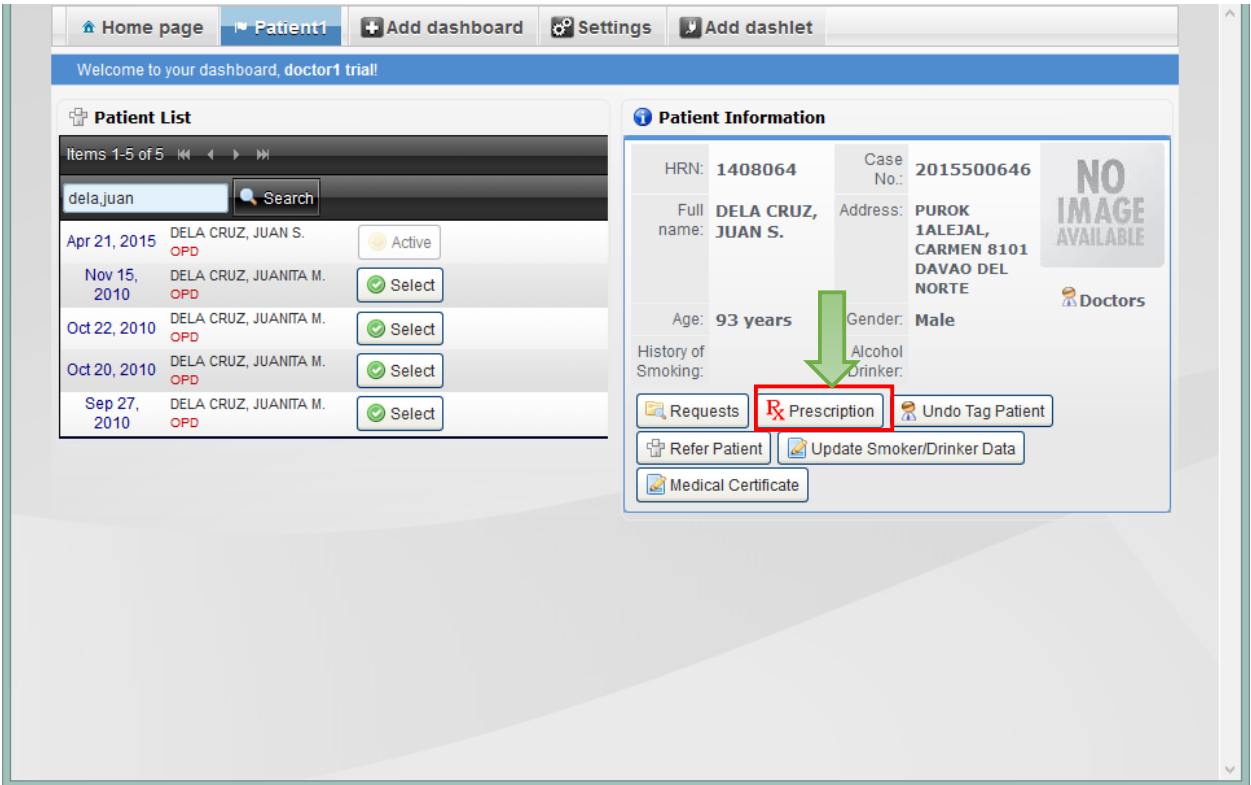 Home page Patient1 Add dashboard Settings Add dashlet
Welcome to your dashboard, doctor1 trial!
Patient List
Items 1-5 of 5
dela,juan Search
Apr 21, 2015 DELA CRUZ, JUAN S. Active
OPD
Nov 15, DELA CRUZ, JUANITA M. Select
2010 OPD
Oct 22, 2010 DELA CRUZ, JUANITA M. Select
OPD
Oct 20, 2010 DELA CRUZ, JUANITA M. Select
OPD
Sep 27, DELA CRUZ, JUANITA M. Select
2010 OPD
Patient Information
HRN: 1408064 Case 2015500646
No.:
Full DELA CRUZ, Address: PUROK
name: JUAN S. 1ALEJAL,
CARMEN 8101
DAVAO DEL
NORTE
NO
IMAGE
AVAILABLE
Doctors
Age: 93 years Gender: Male
History of Alcohol
Smoking: Drinker:
Requests Rx Prescription Undo Tag Patient
Refer Patient Update Smoker/Drinker Data
Medical Certificate